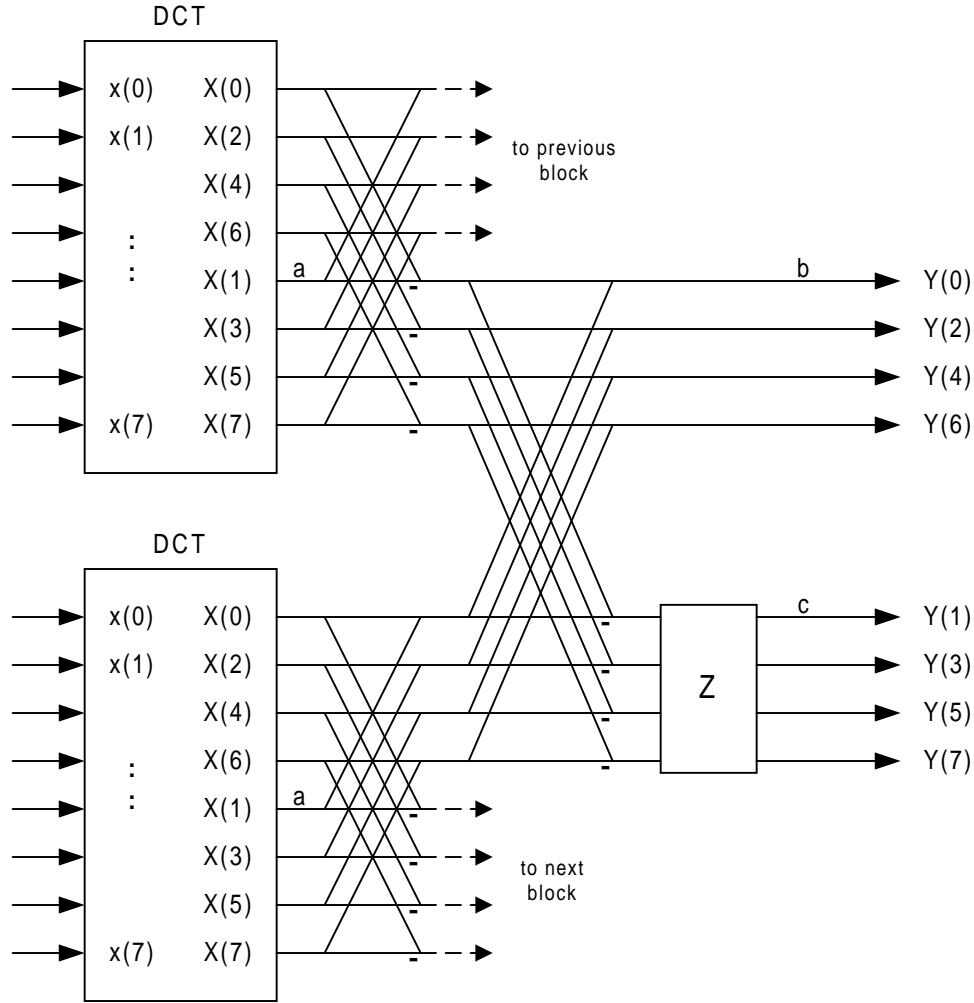 DCT
x(0) X(0)
x(1) X(2)
to previous
block
X(4)
: X(6)
: X(1) a - b Y(0)
X(3) - Y(2)
X(5) - Y(4)
x(7) X(7) - Y(6)
DCT
x(0) X(0) - c Y(1)
x(1) X(2) - Y(3)
Z
X(4) - Y(5)
: X(6) - Y(7)
: X(1) a -
X(3) -
to next
block
X(5) -
x(7) X(7) -